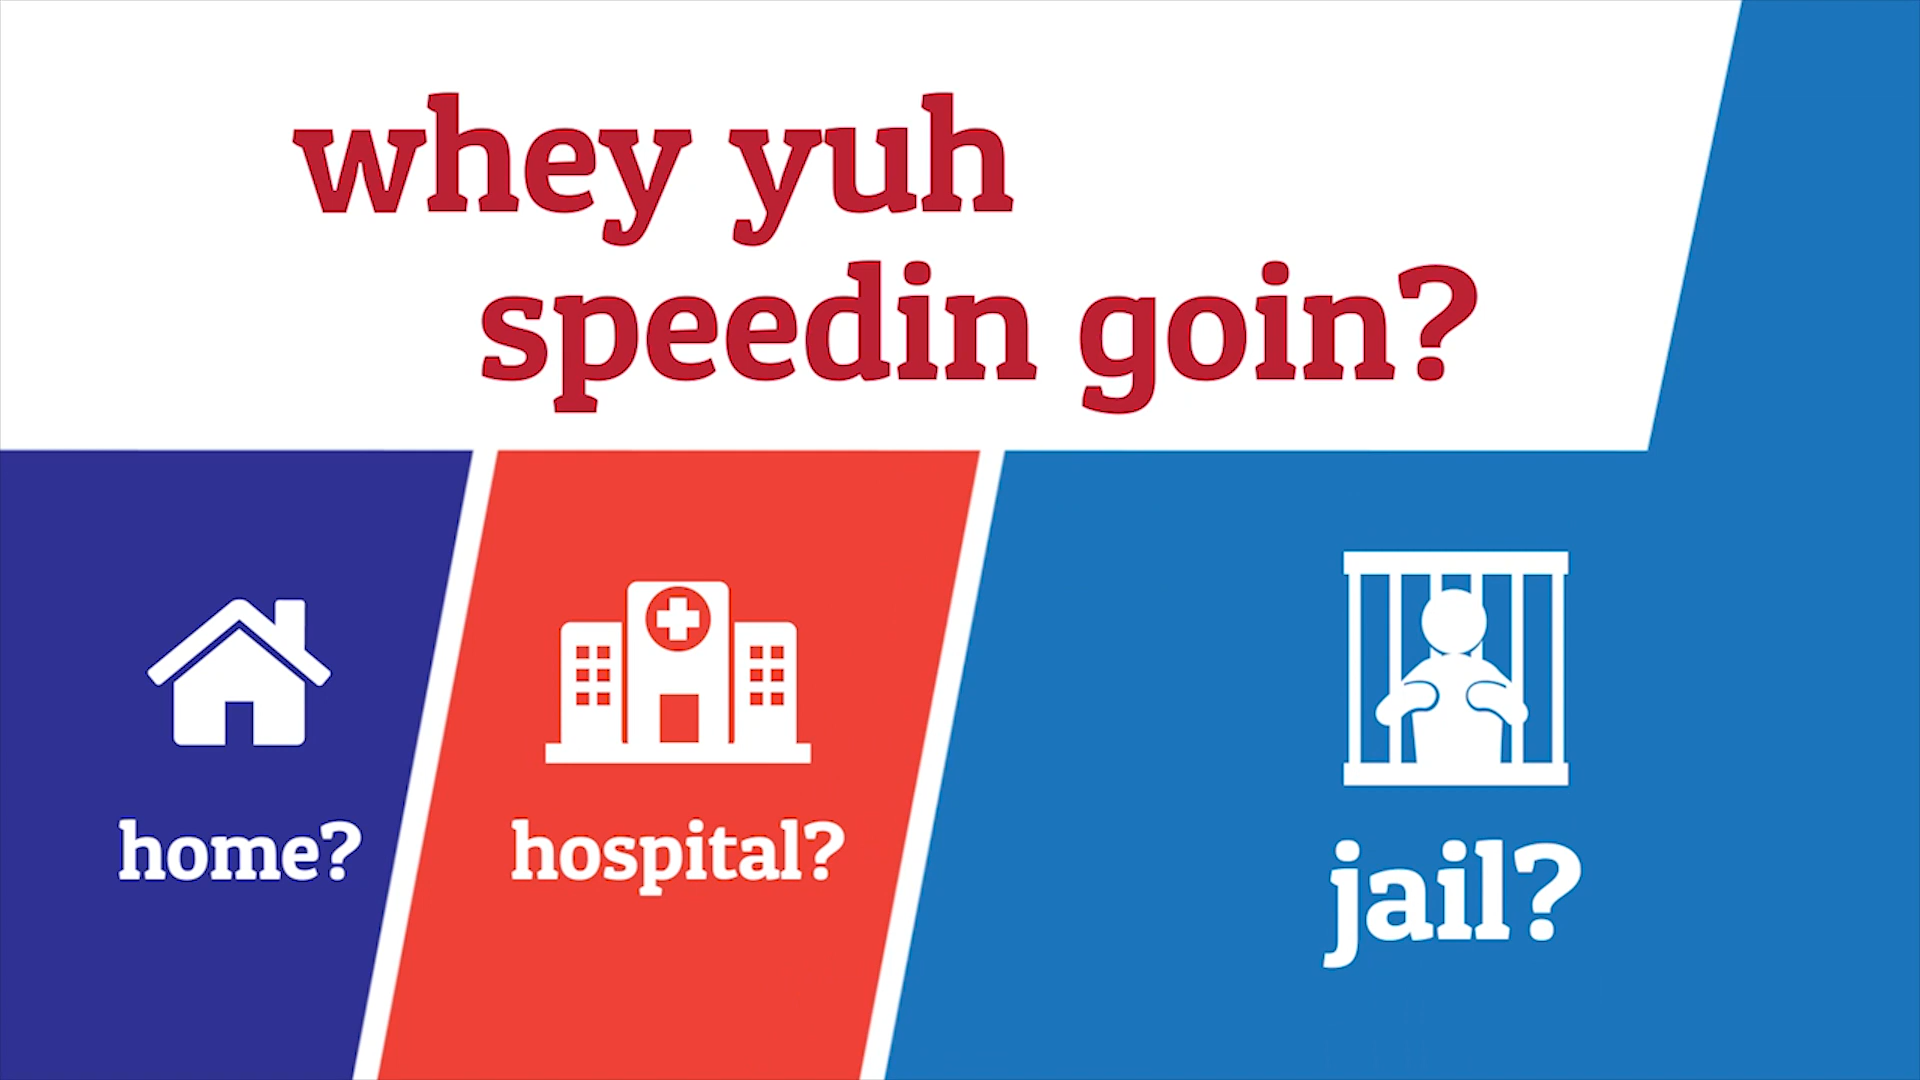 whey yuh
speedin goin?
home?
hospital?
jail?